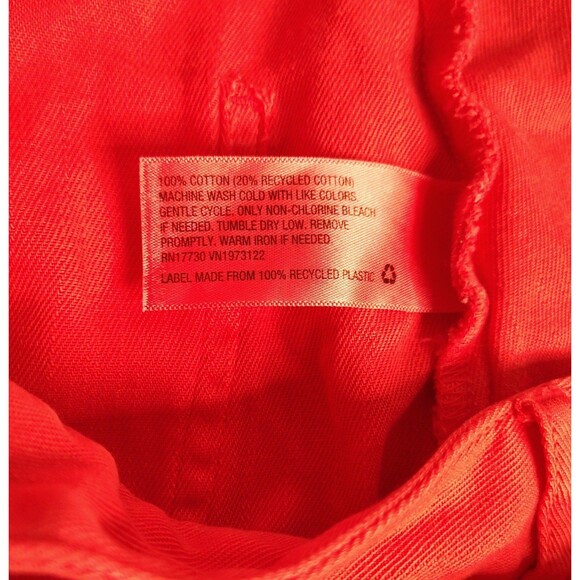 100% COTTON (20% RECYCLED COTTON)
MACHINE WASH COLD WITH LIKE COLORS.
GENTLE CYCLE. ONLY NON-CHLORINE BLEACH
IF NEEDED. TUMBLE DRY LOW. REMOVE
PROMPTLY. WARM IRON IF NEEDED.
RN17730 VN1973122
LABEL MADE FROM 100% RECYCLED PLASTIC